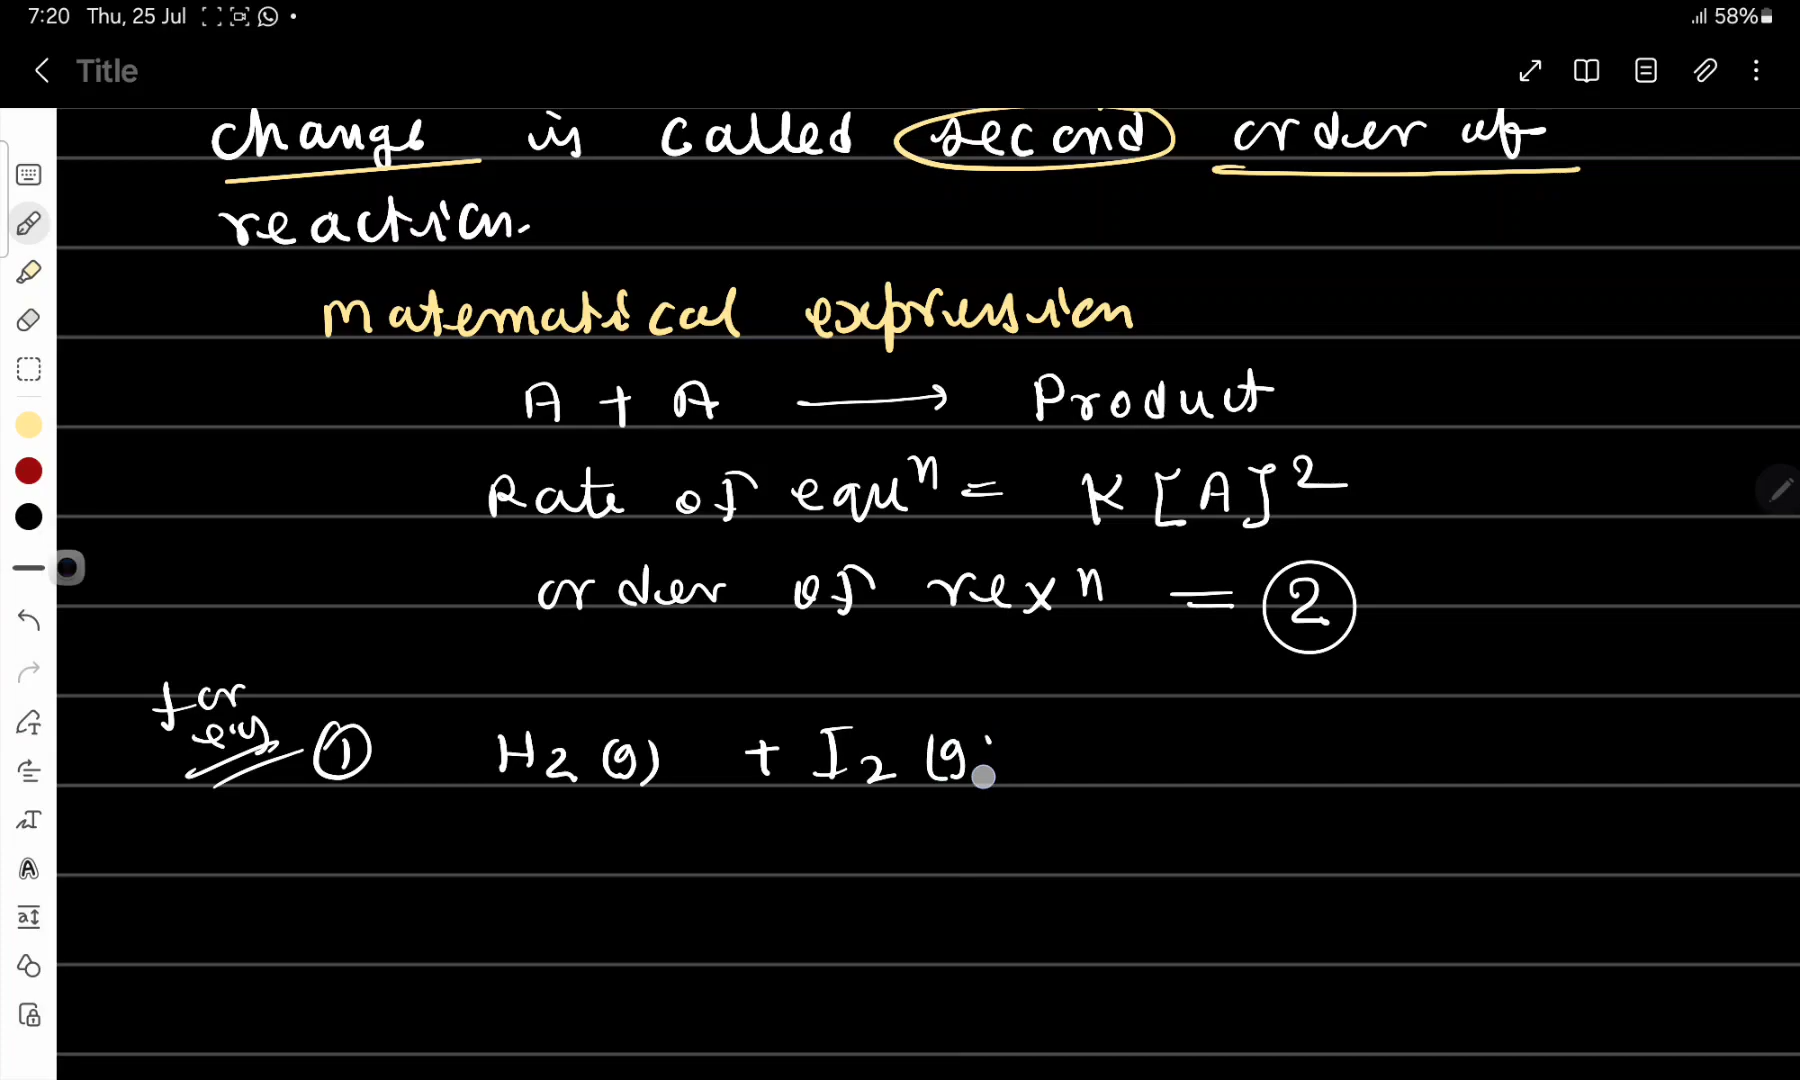 7:20 Thu, 25 Jul 58%
Title
change is called second order of
reaction.
Matematical expression
A + A ⟶ Product
Rate of equⁿ = K[A]²
order of rexⁿ = 2
for
eg ① H₂ (g) + I₂ (g